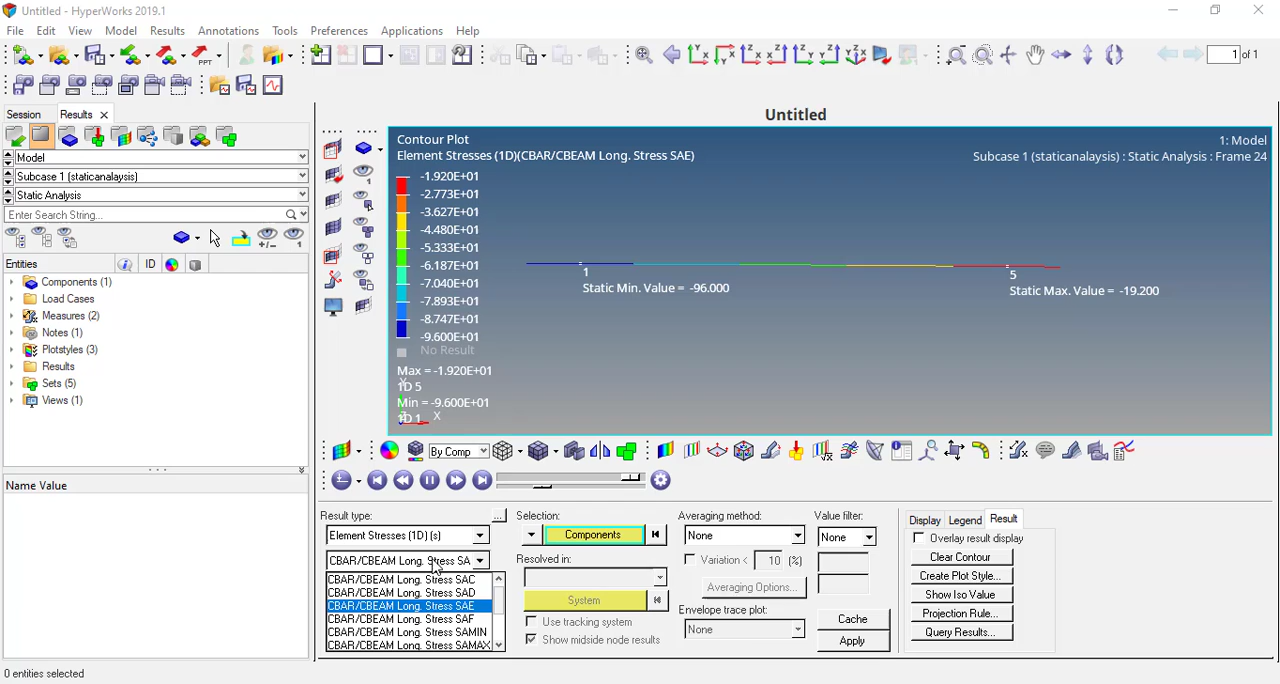 Untitled - HyperWorks 2019.1
File Edit View Model Results Annotations Tools Preferences Applications Help
1 of 1
Session Results
Model
Subcase 1 (staticanalaysis)
Static Analysis
Enter Search String...
Entities ID
Components (1)
Load Cases
Measures (2)
Notes (1)
Plotstyles (3)
Results
Sets (5)
Views (1)
Name Value
0 entities selected
Untitled
Contour Plot
Element Stresses (1D)(CBAR/CBEAM Long. Stress SAE)
1: Model
Subcase 1 (staticanalaysis) : Static Analysis : Frame 24
-1.920E+01
-2.773E+01
-3.627E+01
-4.480E+01
-5.333E+01
-6.187E+01
-7.040E+01
-7.893E+01
-8.747E+01
-9.600E+01
No Result
Max = -1.920E+01
1D 5
Min = -9.600E+01
1D 1
X
1
Static Min. Value = -96.000
5
Static Max. Value = -19.200
By Comp
Result type:
Element Stresses (1D) (s)
CBAR/CBEAM Long. Stress SA
CBAR/CBEAM Long. Stress SAC
CBAR/CBEAM Long. Stress SAD
CBAR/CBEAM Long. Stress SAE
CBAR/CBEAM Long. Stress SAF
CBAR/CBEAM Long. Stress SAMIN
CBAR/CBEAM Long. Stress SAMAX
Selection:
Components
Resolved in:
System
Use tracking system
Show midside node results
Averaging method:
None
Variation < 10 (%)
Averaging Options...
Envelope trace plot:
None
Value filter:
None
Cache
Apply
Display Legend Result
Overlay result display
Clear Contour
Create Plot Style...
Show Iso Value
Projection Rule...
Query Results...